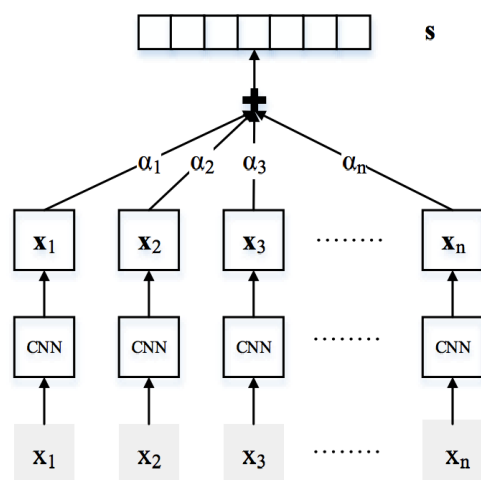 s
α1 α2 α3 αn
x1 x2 x3 ........ xn
CNN CNN CNN ........ CNN
x1 x2 x3 ........ xn